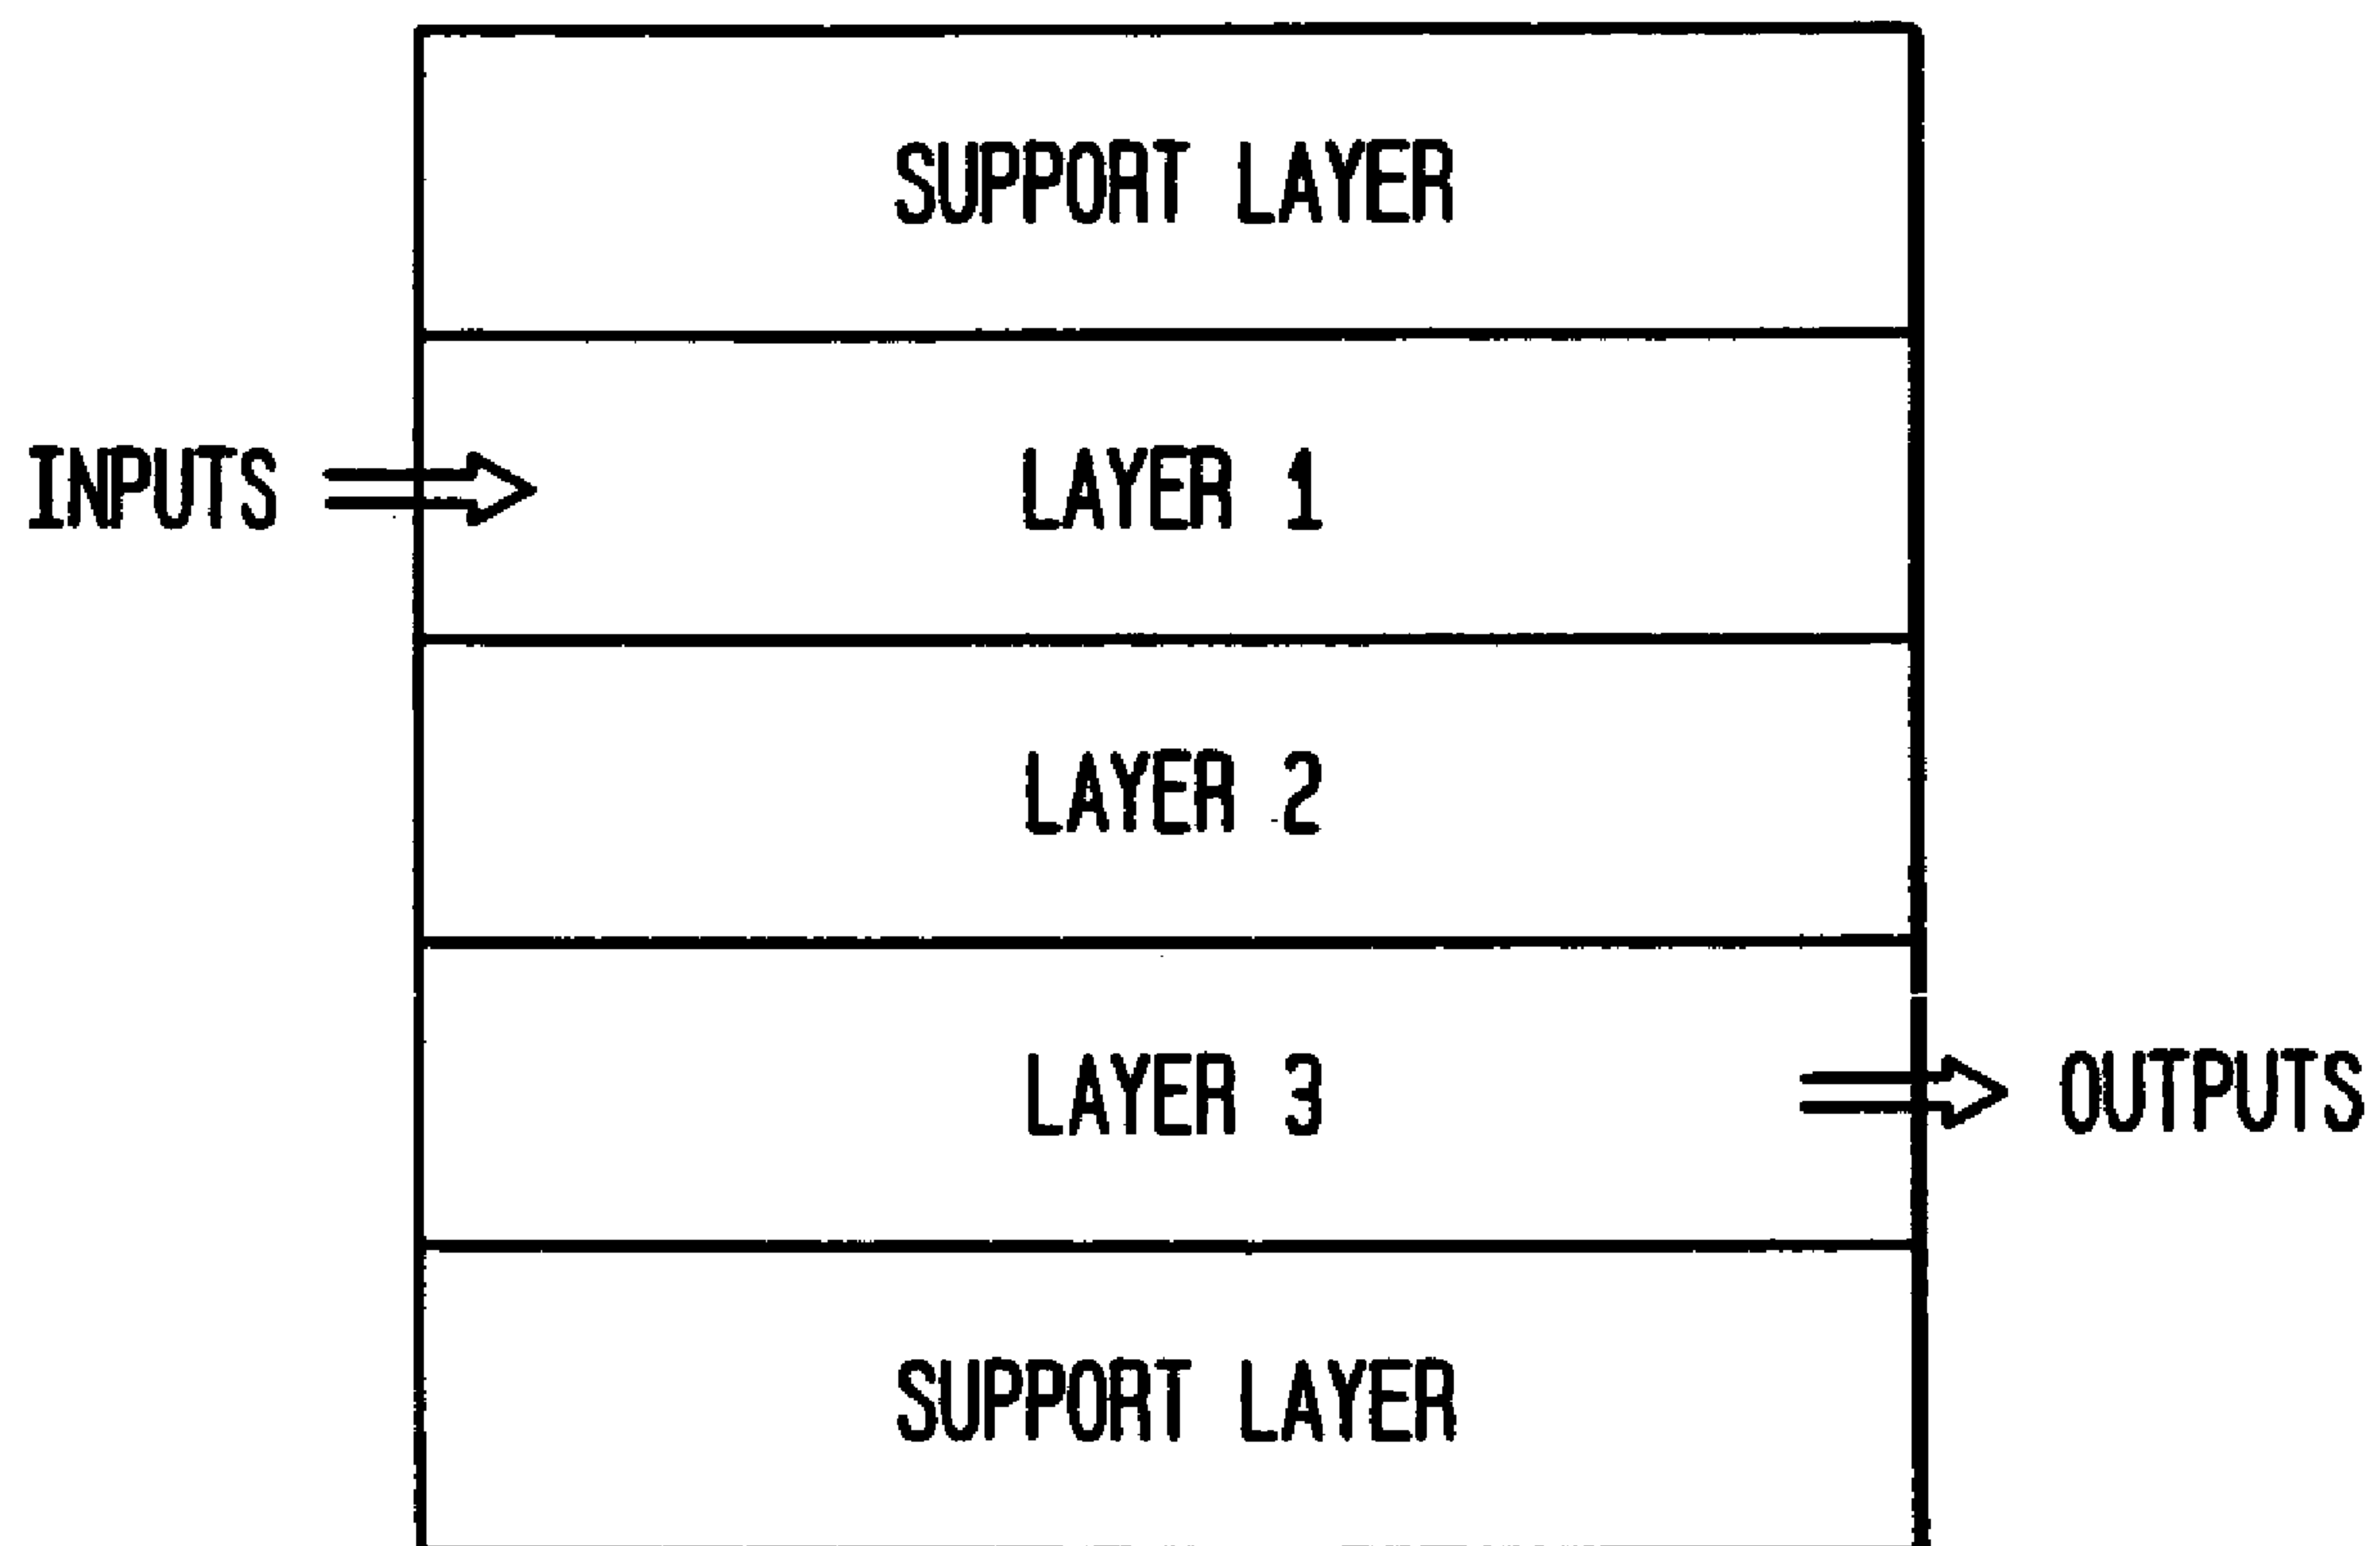 SUPPORT LAYER
INPUTS
LAYER 1
LAYER 2
LAYER 3
OUTPUTS
SUPPORT LAYER